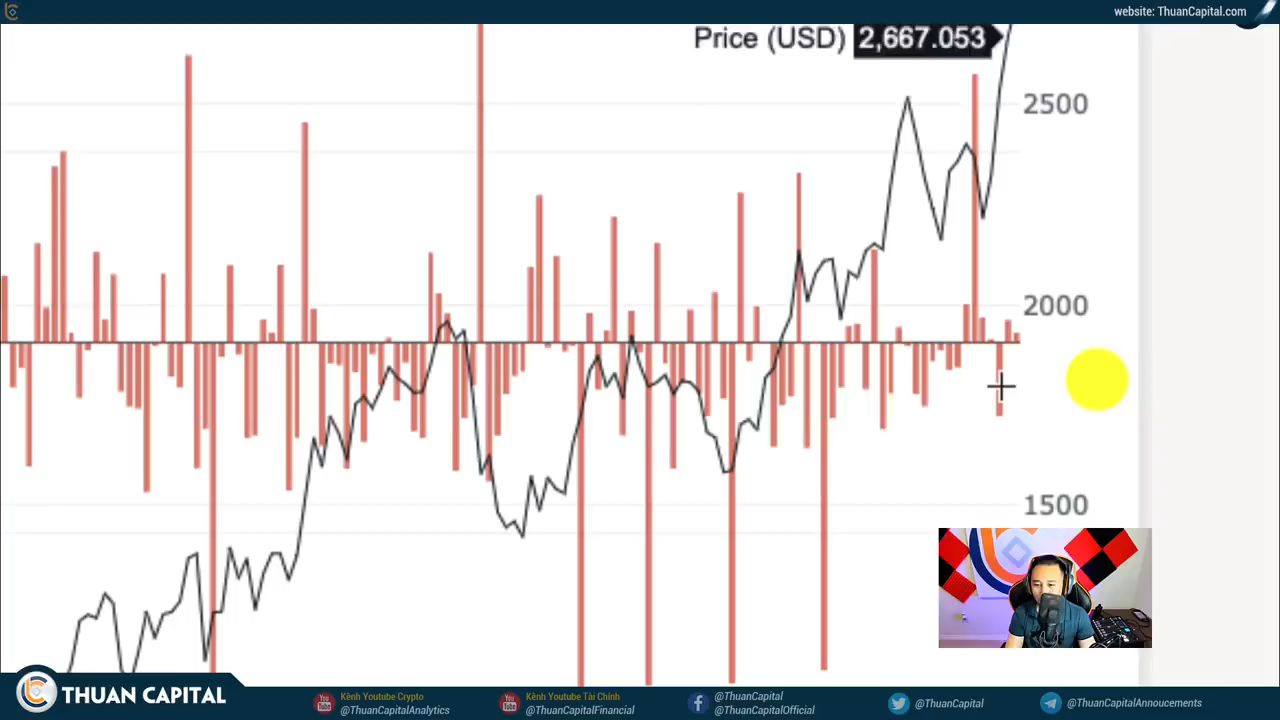 website: ThuanCapital.com
Price (USD) 2,667.053
2500
2000
1500
THUAN CAPITAL
Kênh Youtube Crypto
@ThuanCapitalAnalytics
Kênh Youtube Tài Chính
@ThuanCapitalFinancial
@ThuanCapital
@ThuanCapitalOfficial
@ThuanCapital
@ThuanCapitalAnnoucements